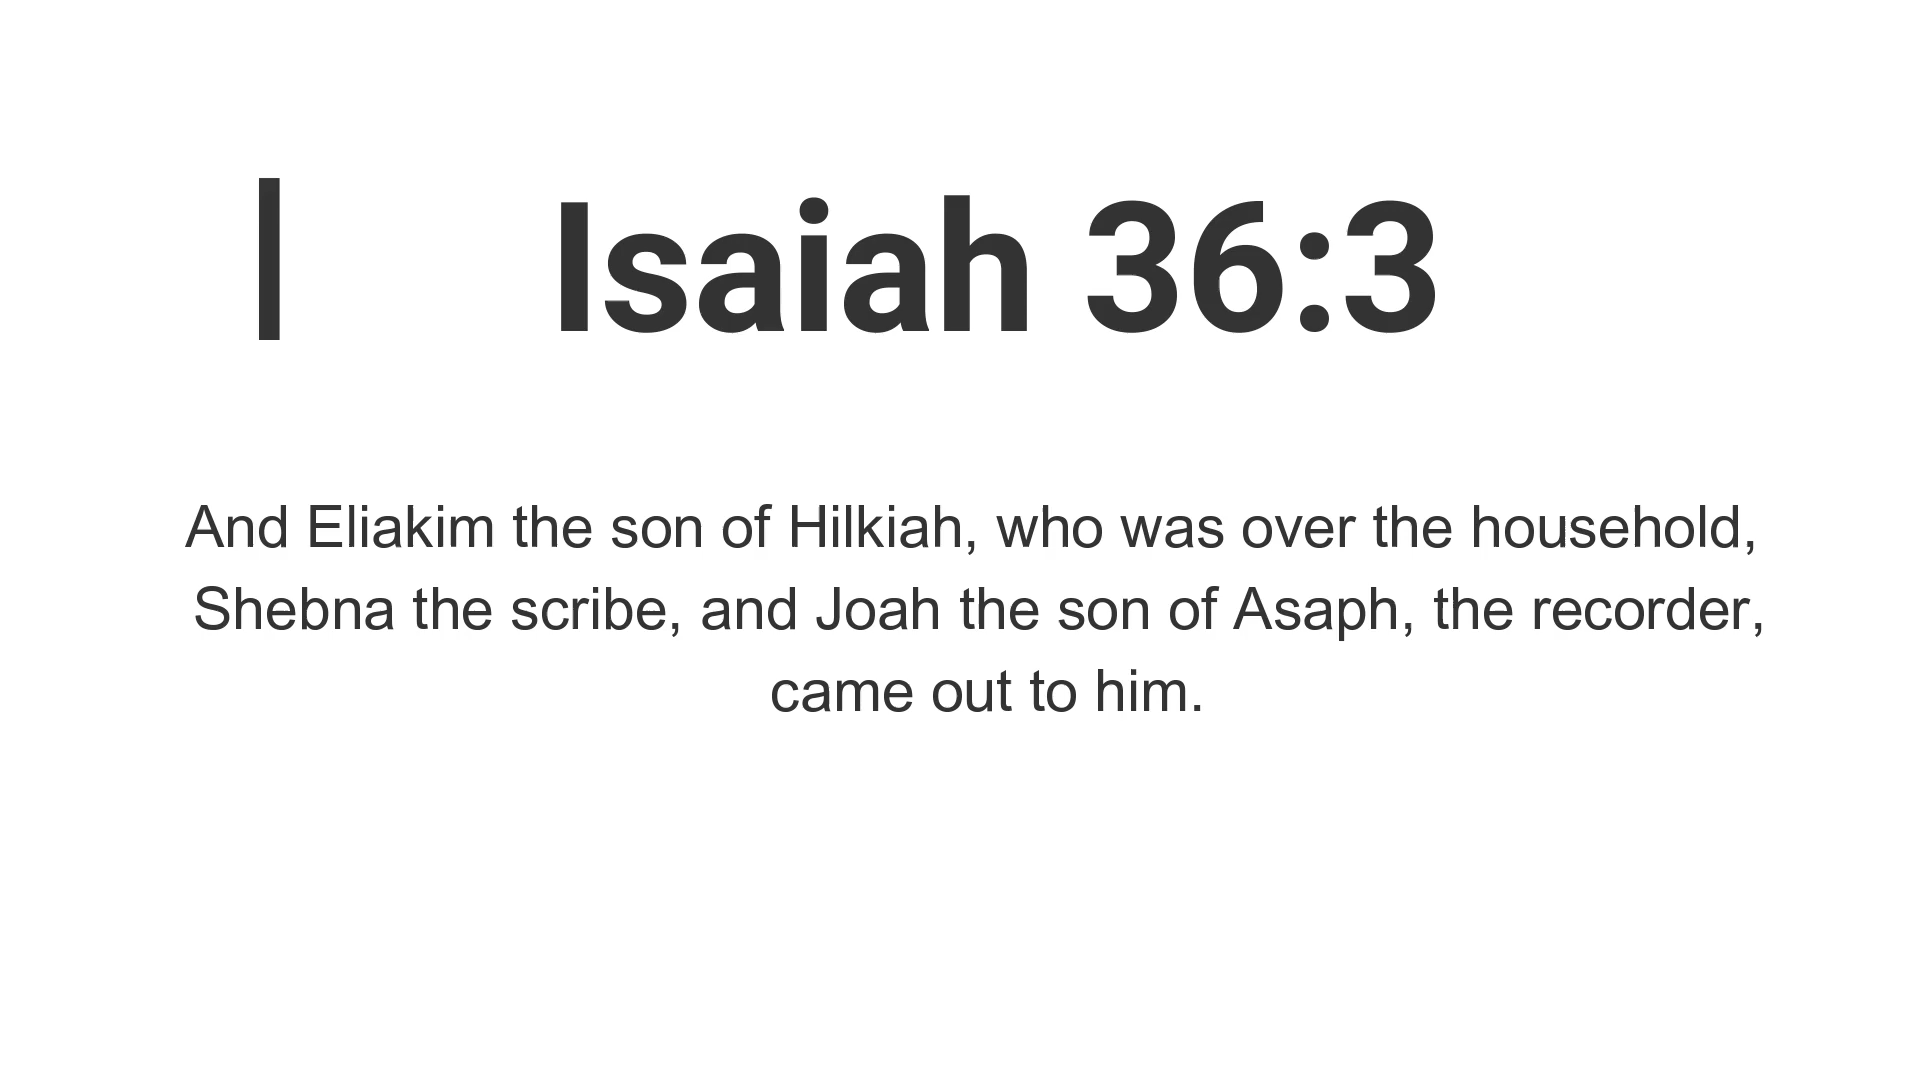 Isaiah 36:3
And Eliakim the son of Hilkiah, who was over the household,
Shebna the scribe, and Joah the son of Asaph, the recorder,
came out to him.